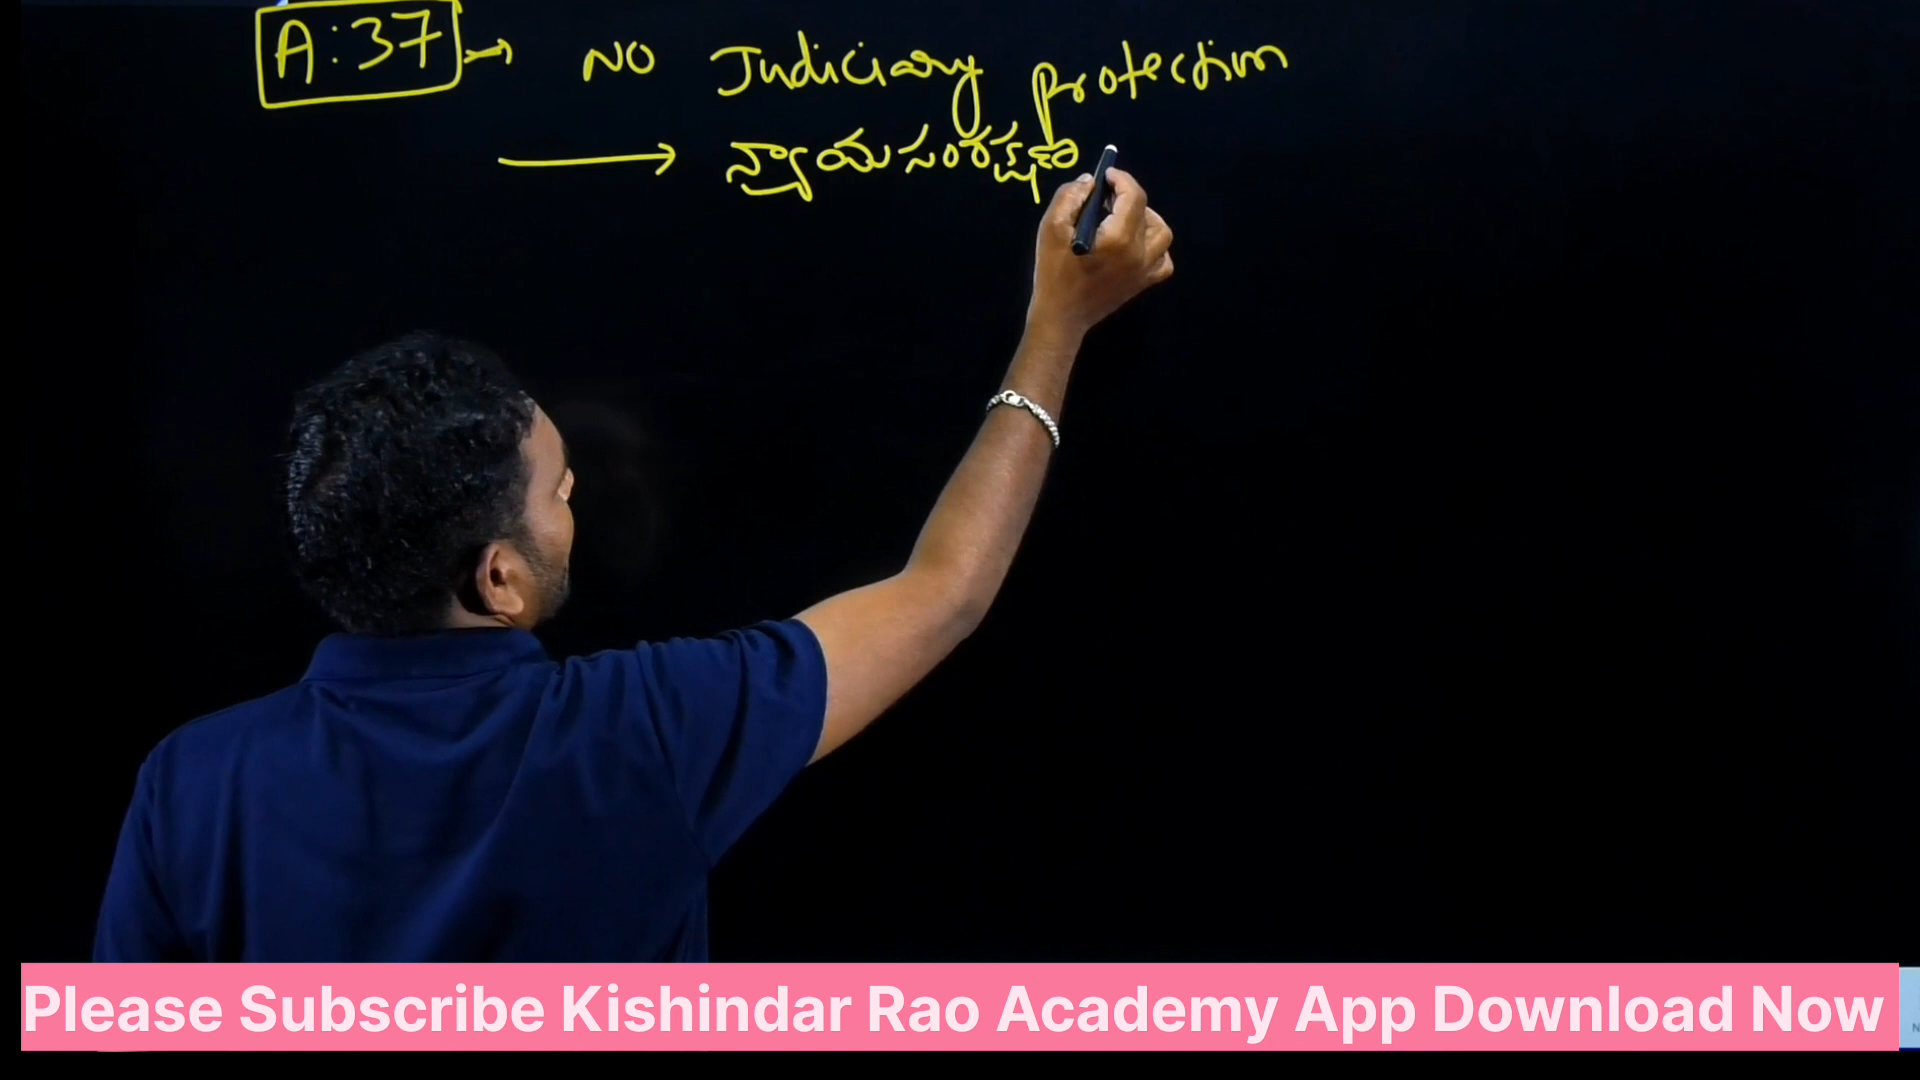 A:37 → NO Judiciary protection
→ న్యాయ సంరక్షణ
Please Subscribe Kishindar Rao Academy App Download Now